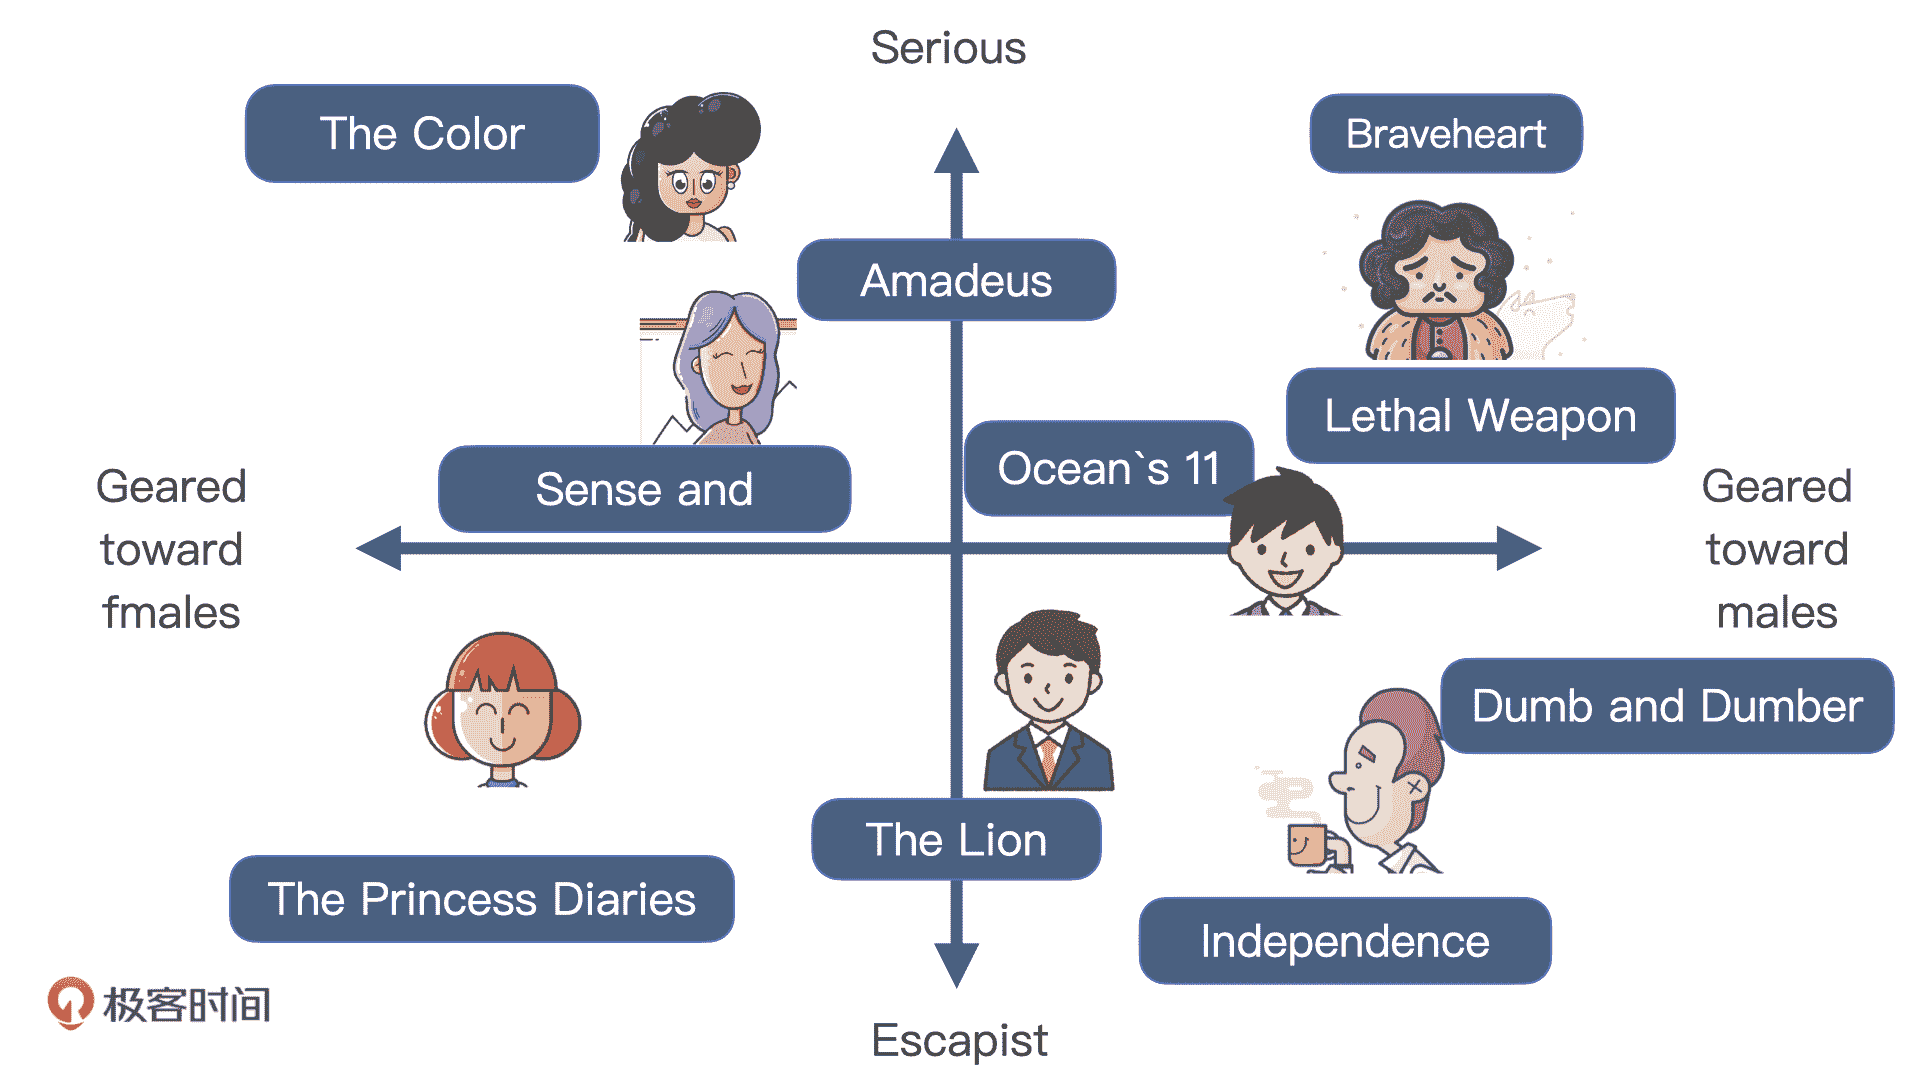 Serious
The Color
Braveheart
Amadeus
Lethal Weapon
Ocean`s 11
Sense and
Geared
toward
fmales
Geared
toward
males
Dumb and Dumber
The Lion
The Princess Diaries
Independence
极客时间
Escapist